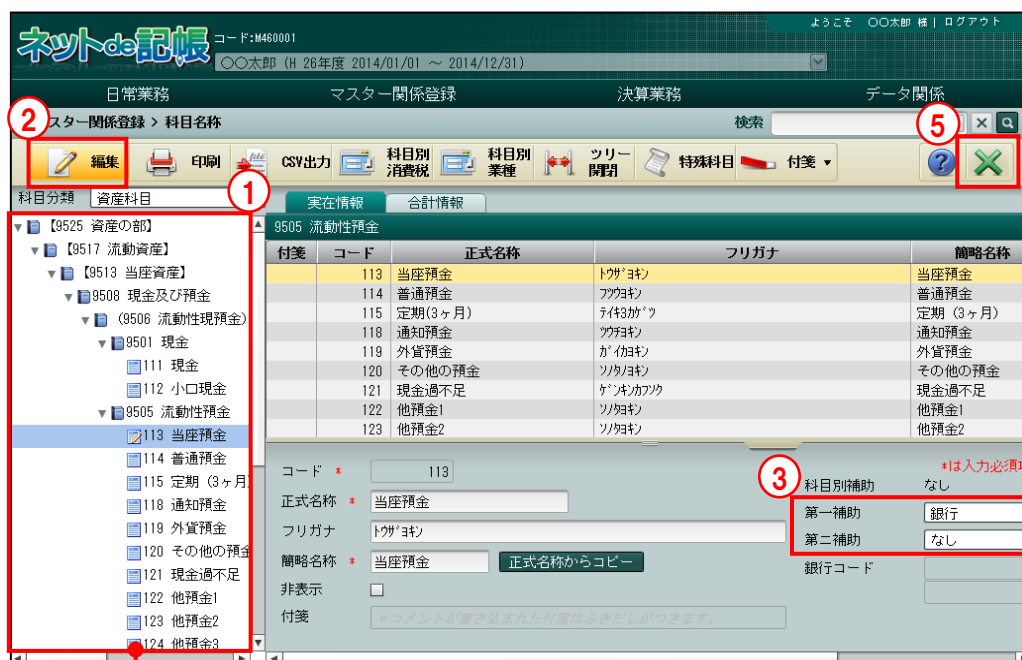 ようこそ 〇〇太郎 様 | ログアウト
ネットde記帳 コード:M460001
〇〇太郎 (H 26年度 2014/01/01 ～ 2014/12/31)
日常業務 マスター関係登録 決算業務 データ関係
② スター関係登録 > 科目名称 検索 ⑤
編集 印刷 CSV出力 科目別消費税 科目別業種 ツリー開閉 特殊科目 付箋 ▼
①
科目分類 資産科目
【9525 資産の部】
【9517 流動資産】
【9513 当座資産】
9508 現金及び預金
(9506 流動性現預金)
9501 現金
111 現金
112 小口現金
9505 流動性預金
113 当座預金
114 普通預金
115 定期 (3ヶ月
118 通知預金
119 外貨預金
120 その他の預金
121 現金過不足
122 他預金1
123 他預金2
124 他預金3
実在情報 合計情報
9505 流動性預金
付箋 コード 正式名称 フリガナ 簡略名称
113 当座預金 トウザヨキン 当座預金
114 普通預金 フツウヨキン 普通預金
115 定期(3ヶ月) テイキ3カゲツ 定期 (3ヶ月)
118 通知預金 ツウチヨキン 通知預金
119 外貨預金 ガイカヨキン 外貨預金
120 その他の預金 ソノタノヨキン その他の預金
121 現金過不足 ゲンキンカブソク 現金過不足
122 他預金1 ソノタヨキン 他預金1
123 他預金2 ソノタヨキン 他預金2
*は入力必須
コード * 113
正式名称 * 当座預金
フリガナ トウザヨキン
簡略名称 * 当座預金 正式名称からコピー
非表示
付箋 *コメントが書き込まれた付箋はふきだしがつきます。
③
科目別補助 なし
第一補助 銀行
第二補助 なし
銀行コード